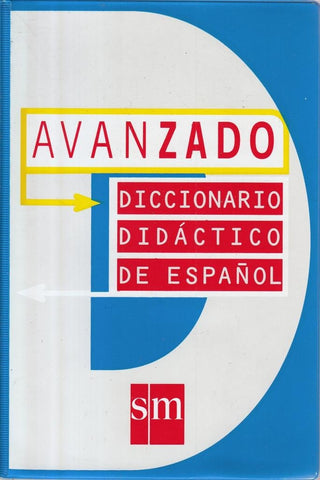 AVANZADO
DICCIONARIO
DIDÁCTICO
DE ESPAÑOL
sm